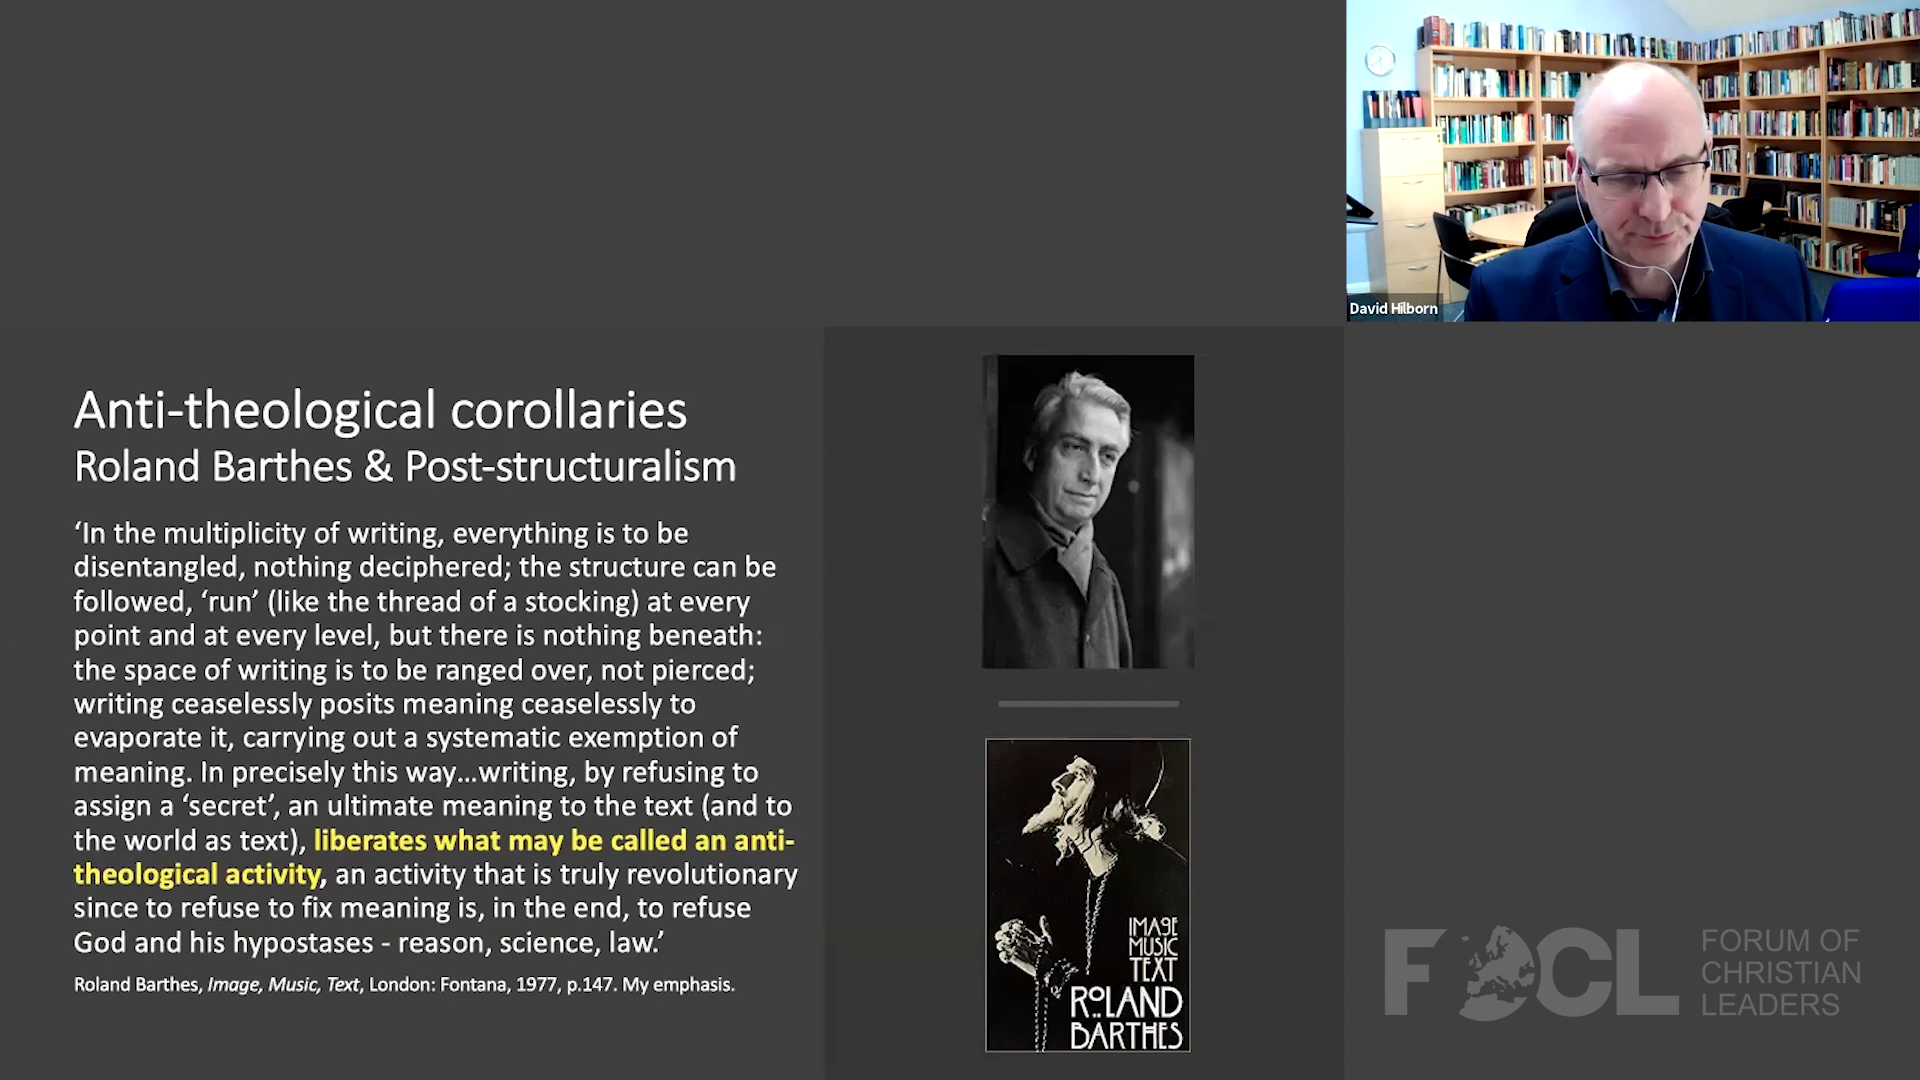 David Hilborn
Anti-theological corollaries
Roland Barthes & Post-structuralism
‘In the multiplicity of writing, everything is to be
disentangled, nothing deciphered; the structure can be
followed, ‘run’ (like the thread of a stocking) at every
point and at every level, but there is nothing beneath:
the space of writing is to be ranged over, not pierced;
writing ceaselessly posits meaning ceaselessly to
evaporate it, carrying out a systematic exemption of
meaning. In precisely this way…writing, by refusing to
assign a ‘secret’, an ultimate meaning to the text (and to
the world as text), liberates what may be called an anti-
theological activity, an activity that is truly revolutionary
since to refuse to fix meaning is, in the end, to refuse
God and his hypostases - reason, science, law.’
Roland Barthes, Image, Music, Text, London: Fontana, 1977, p.147. My emphasis.
IMAGE
MUSIC
TEXT
ROLAND
BARTHES
FOCL
FORUM OF
CHRISTIAN
LEADERS